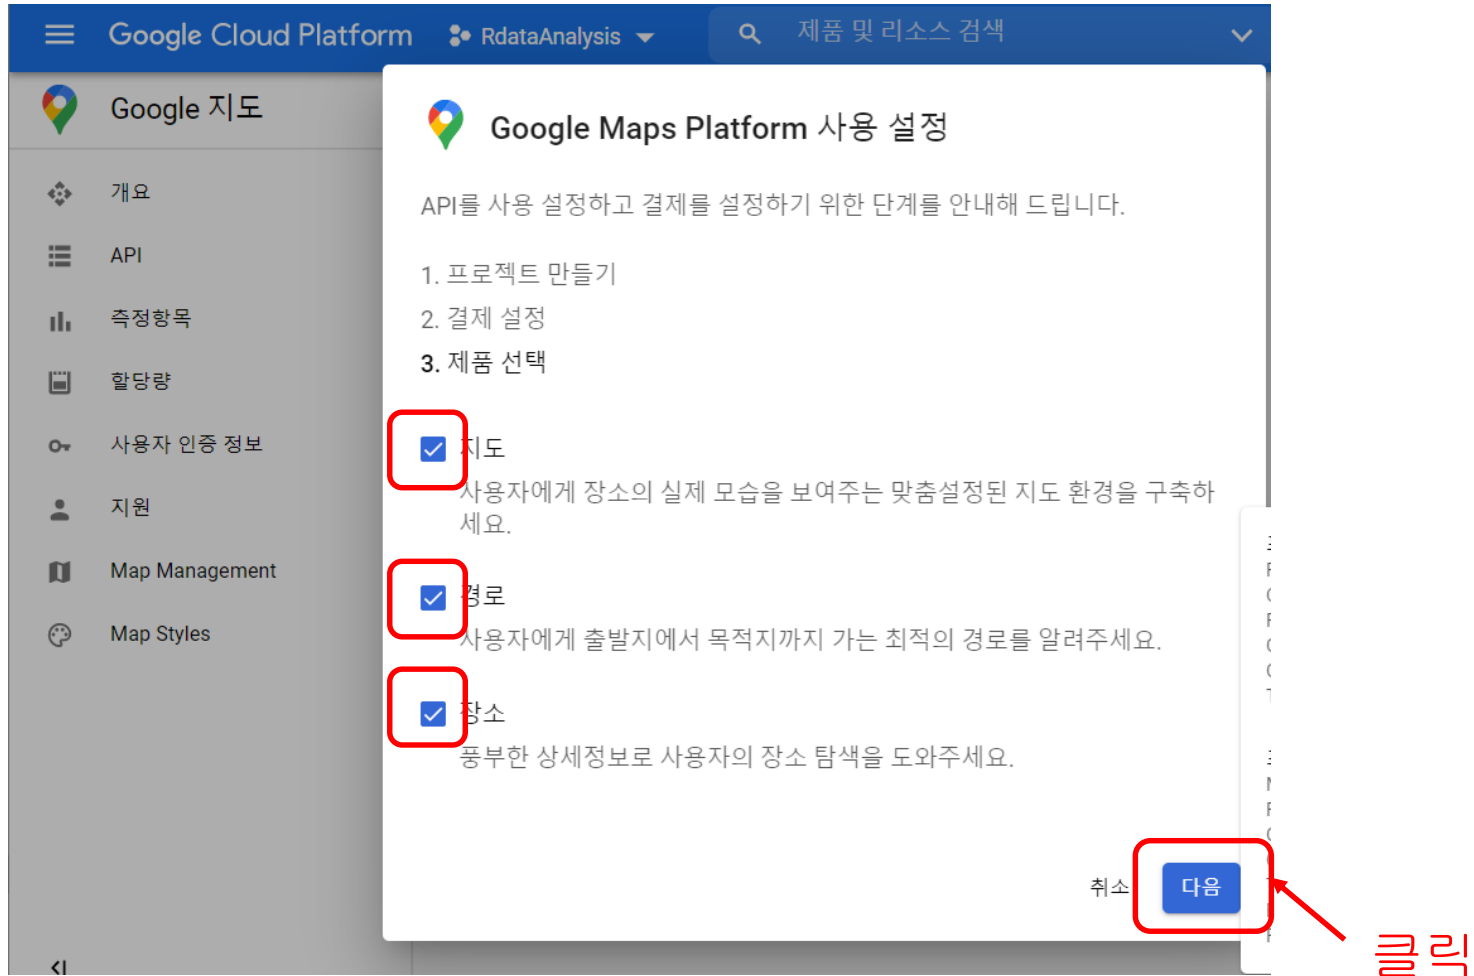 Google Cloud Platform
RdataAnalysis
제품 및 리소스 검색
Google 지도
개요
API
측정항목
할당량
사용자 인증 정보
지원
Map Management
Map Styles
Google Maps Platform 사용 설정
API를 사용 설정하고 결제를 설정하기 위한 단계를 안내해 드립니다.
1. 프로젝트 만들기
2. 결제 설정
3. 제품 선택
지도
사용자에게 장소의 실제 모습을 보여주는 맞춤설정된 지도 환경을 구축하
세요.
경로
사용자에게 출발지에서 목적지까지 가는 최적의 경로를 알려주세요.
장소
풍부한 상세정보로 사용자의 장소 탐색을 도와주세요.
취소
다음
클릭